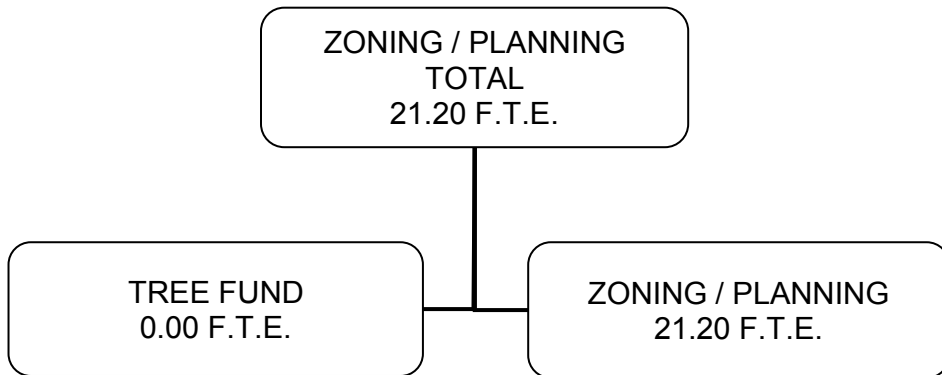 ZONING / PLANNING
TOTAL
21.20 F.T.E.
TREE FUND
0.00 F.T.E.
ZONING / PLANNING
21.20 F.T.E.